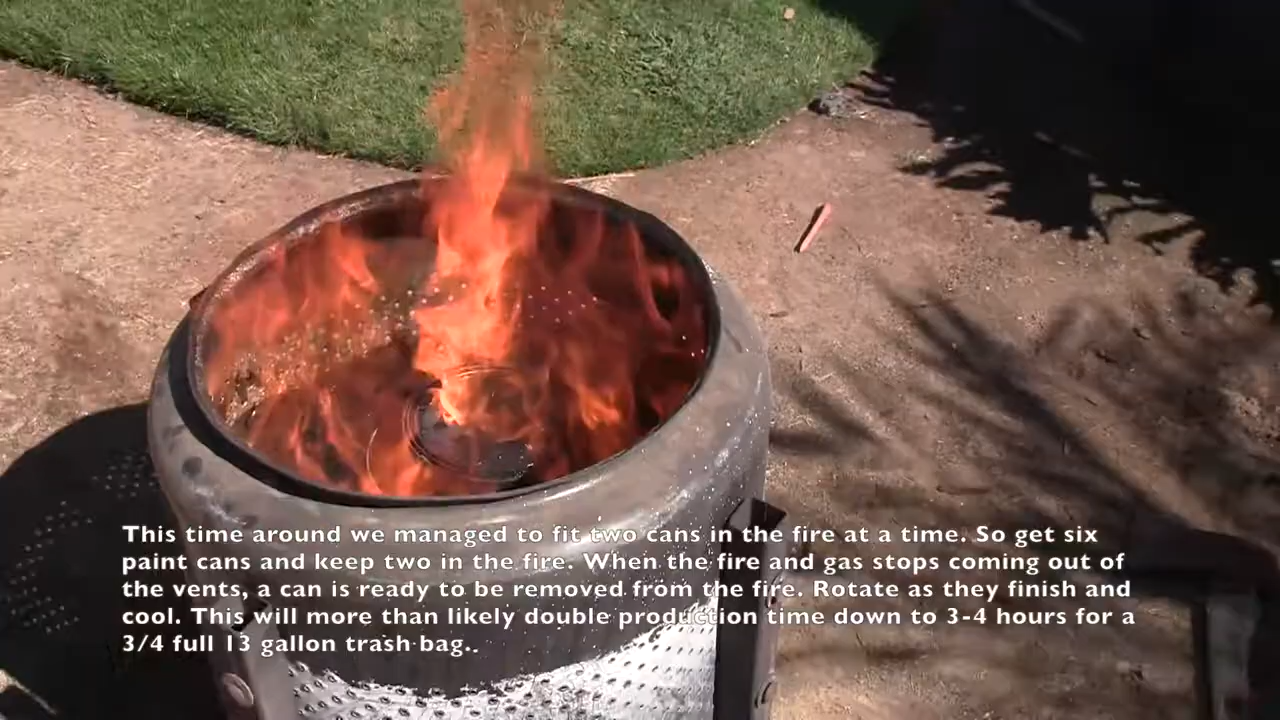 This time around we managed to fit two cans in the fire at a time. So get six
paint cans and keep two in the fire. When the fire and gas stops coming out of
the vents, a can is ready to be removed from the fire. Rotate as they finish and
cool. This will more than likely double production time down to 3-4 hours for a
3/4 full 13 gallon trash bag..